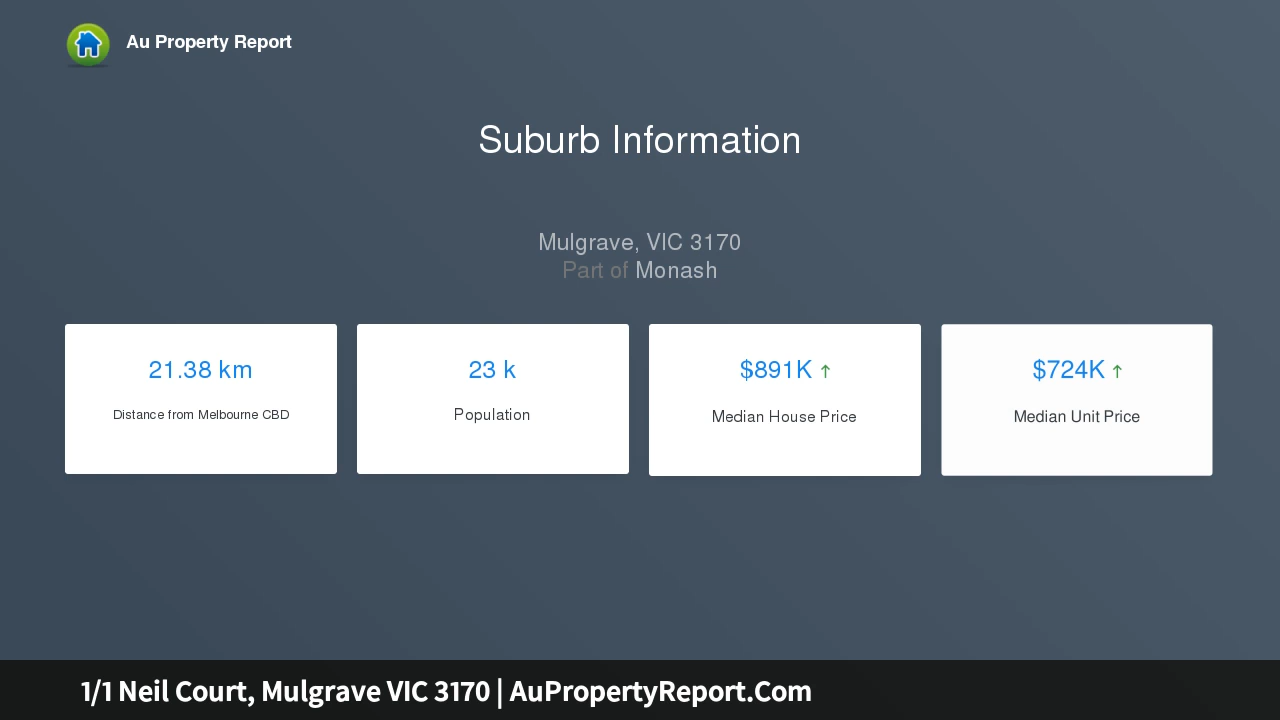 Au Property Report
Suburb Information
Mulgrave, VIC 3170
Part of Monash
21.38 km
Distance from Melbourne CBD
23 k
Population
$891K ↑
Median House Price
$724K ↑
Median Unit Price
1/1 Neil Court, Mulgrave VIC 3170 | AuPropertyReport.Com